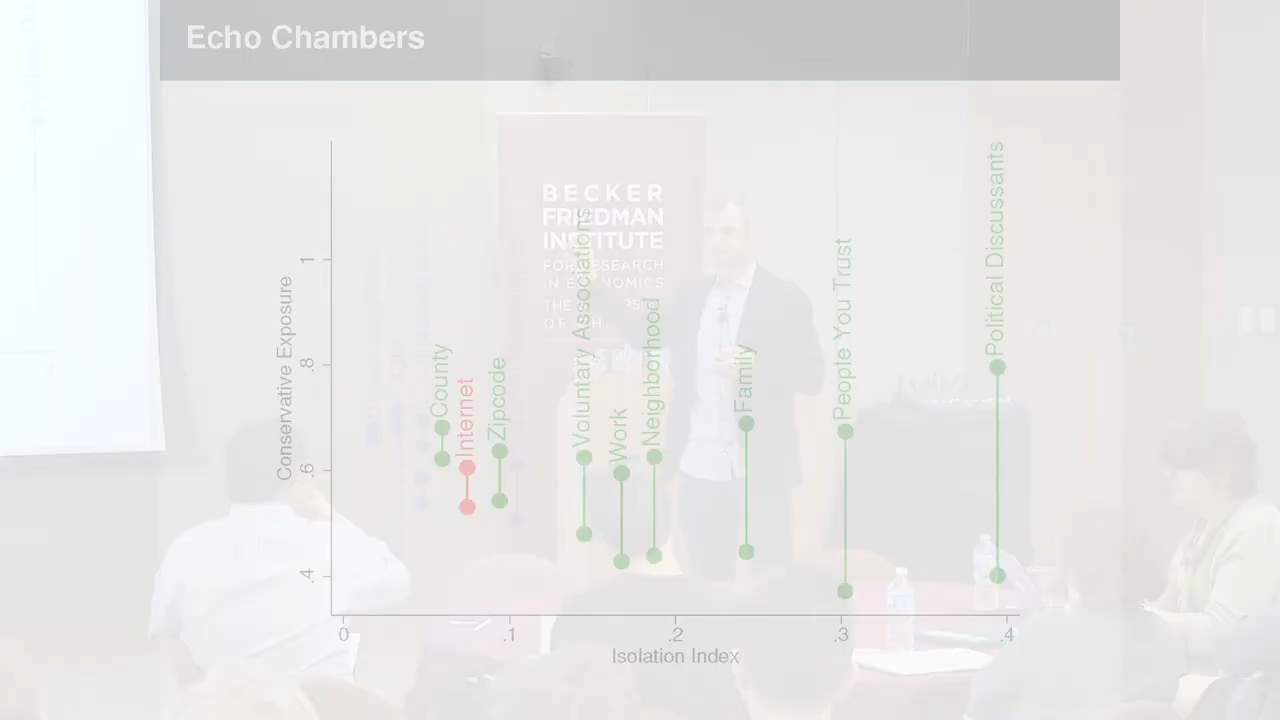 Echo Chambers
BECKER
FRIEDMAN
INSTITUTE
FOR RESEARCH
IN ECONOMICS
Conservative Exposure
1
.8
.6
.4
County
Internet
Zipcode
Voluntary Associations
Work
Neighborhood
Family
People You Trust
Political Discussants
0
.1
.2
.3
.4
Isolation Index